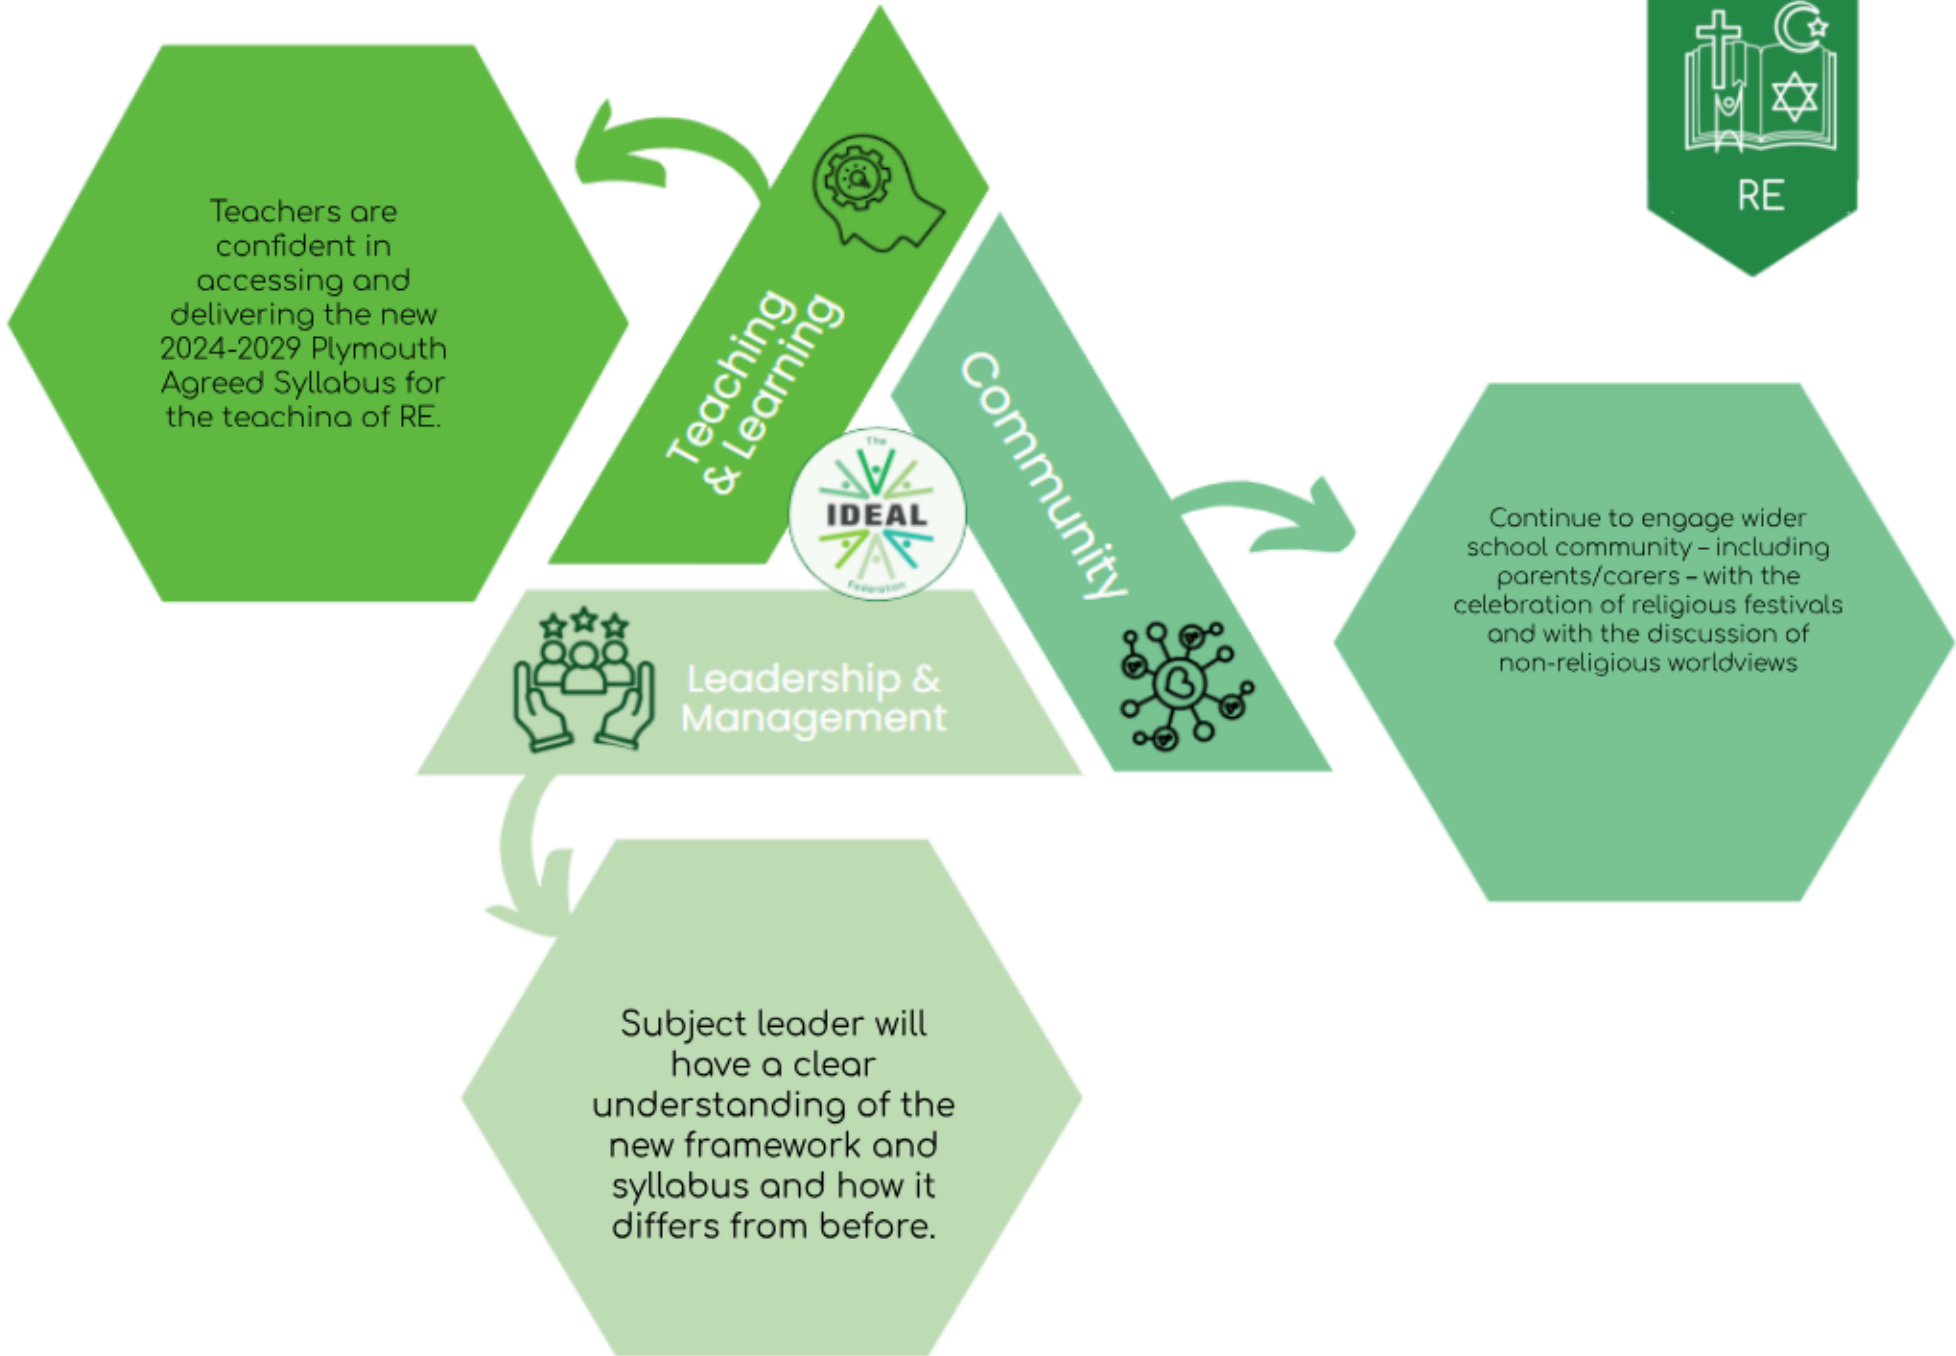 RE
Teachers are
confident in
accessing and
delivering the new
2024-2029 Plymouth
Agreed Syllabus for
the teaching of RE.
Teaching
& Learning
Community
The
IDEAL
Federation
Continue to engage wider
school community – including
parents/carers – with the
celebration of religious festivals
and with the discussion of
non-religious worldviews
Leadership &
Management
Subject leader will
have a clear
understanding of the
new framework and
syllabus and how it
differs from before.